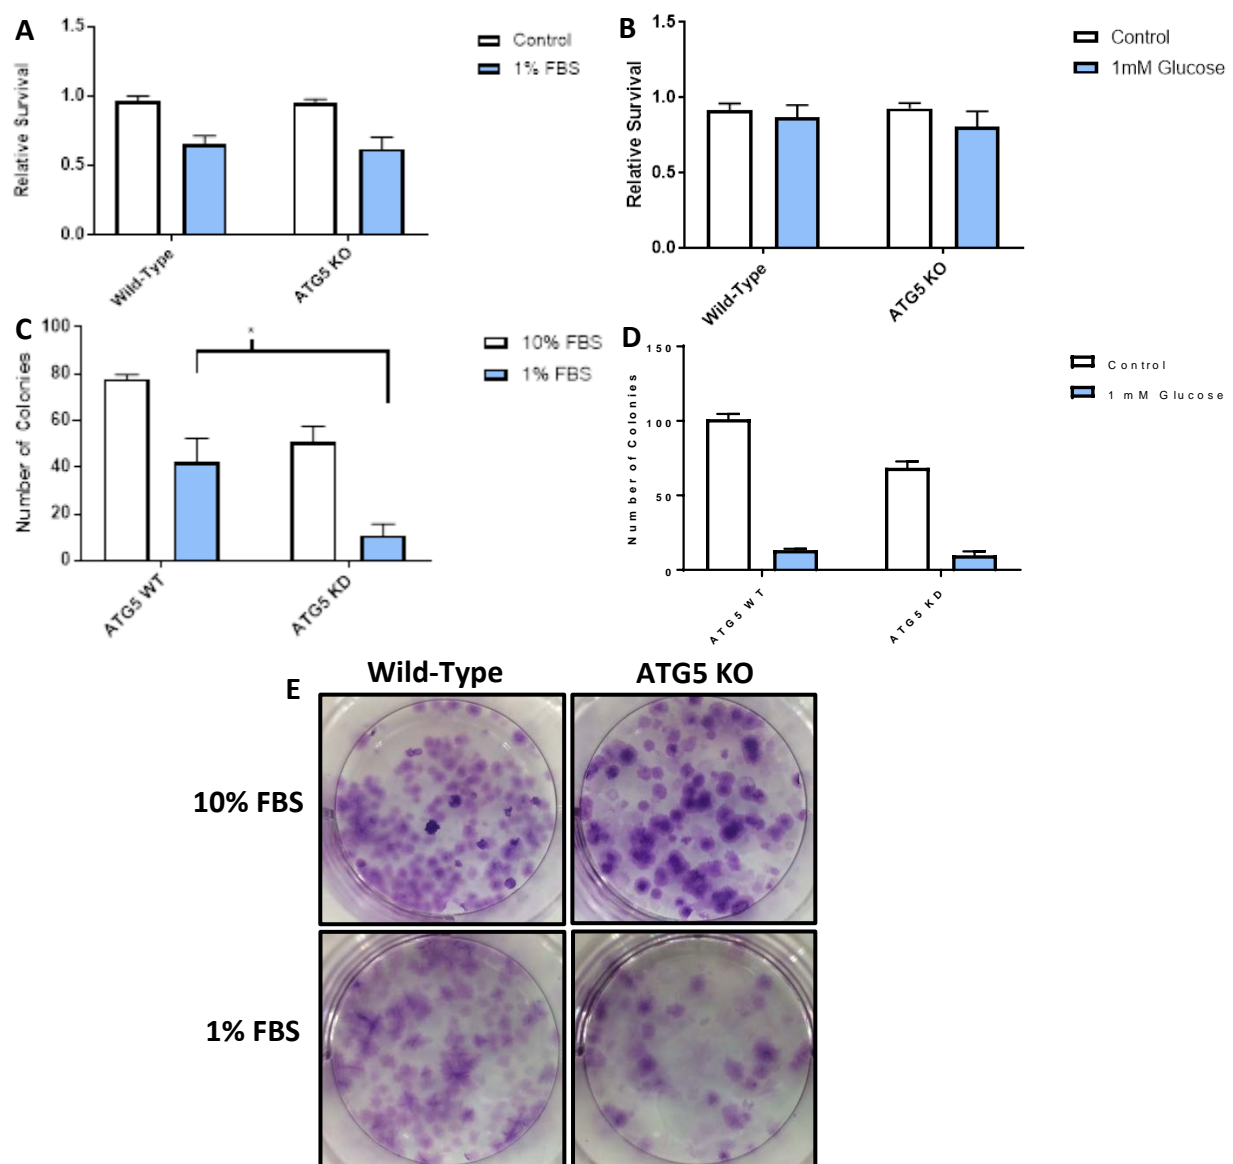 A
1.5
1.0
0.5
0.0
Relative Survival
Control
1% FBS
Wild-Type
ATG5 KO
B
1.5
1.0
0.5
0.0
Relative Survival
Control
1mM Glucose
Wild-Type
ATG5 KO
C
100
80
60
40
20
0
Number of Colonies
*
10% FBS
1% FBS
ATG5 WT
ATG5 KD
D
150
100
50
0
Number of Colonies
Control
1 mM Glucose
ATG5 WT
ATG5 KD
E
Wild-Type
ATG5 KO
10% FBS
1% FBS